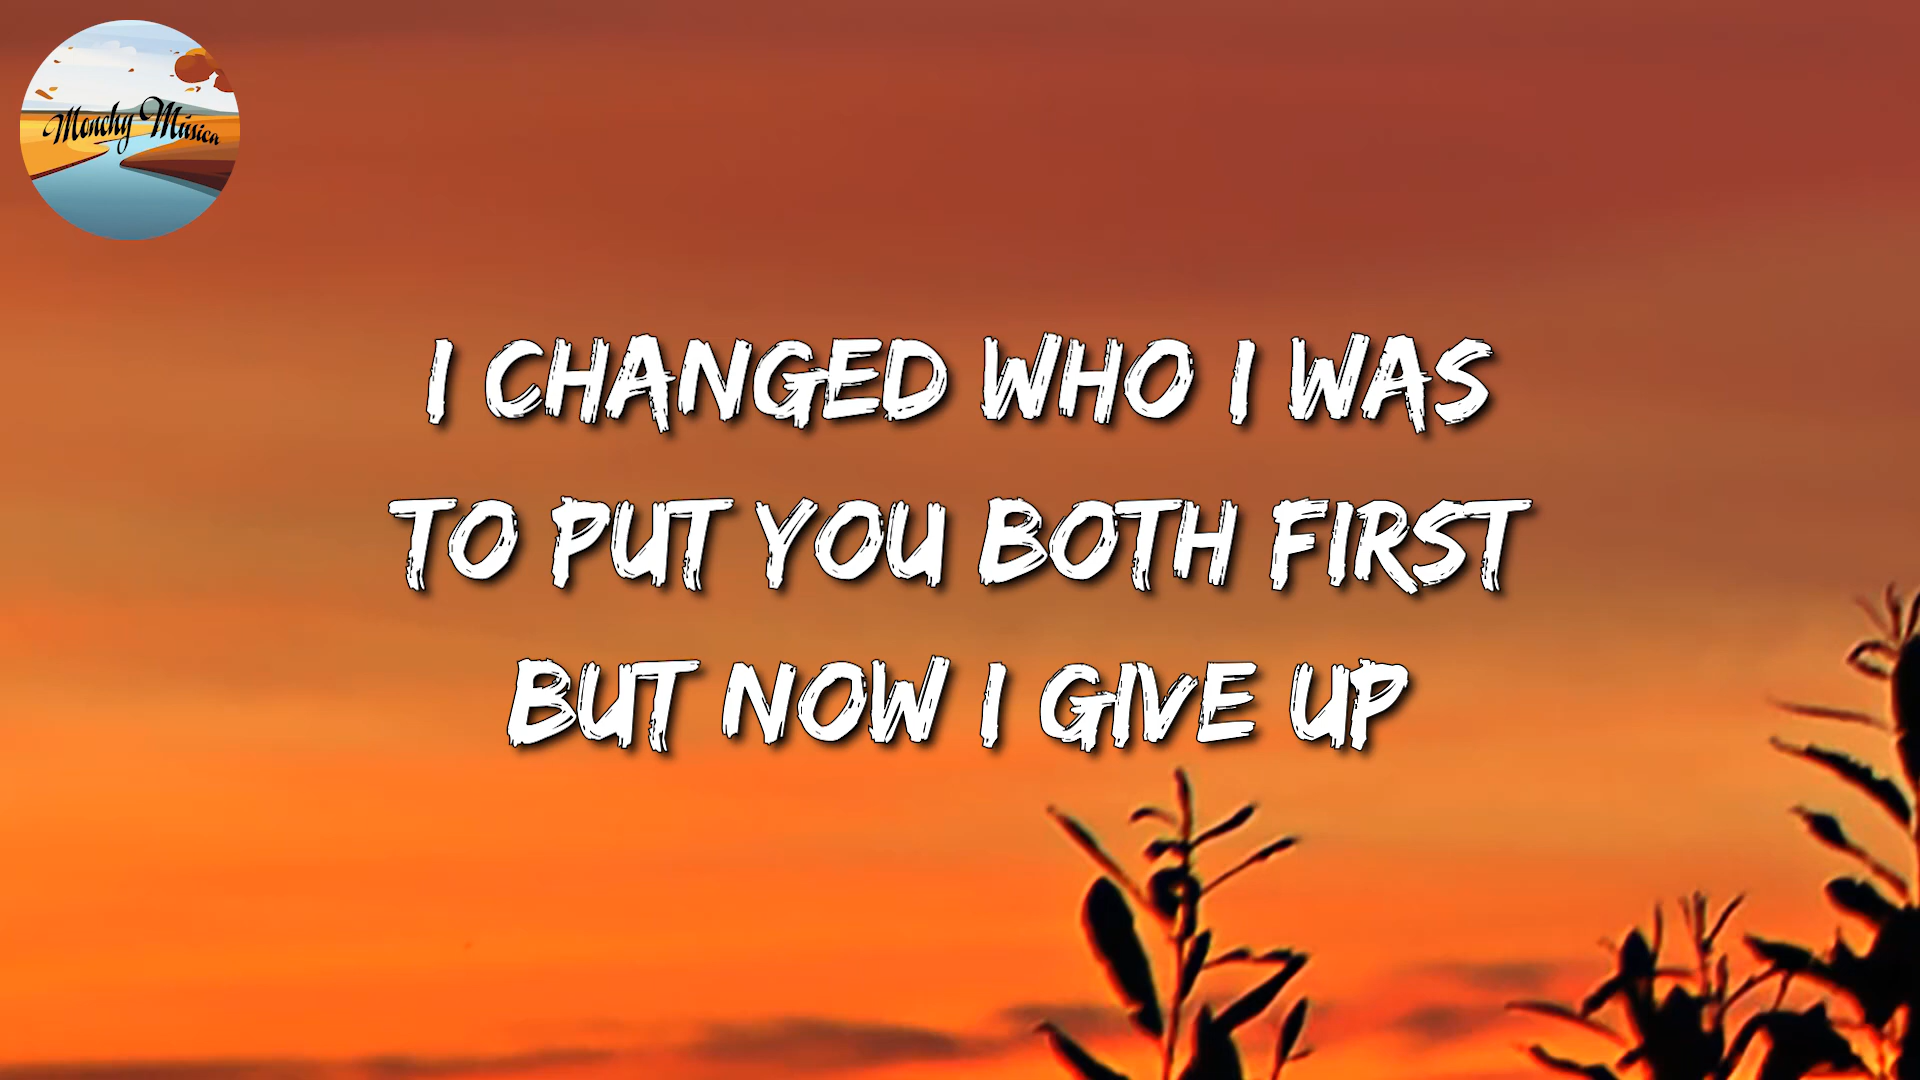 Monchy Música
I CHANGED WHO I WAS
TO PUT YOU BOTH FIRST
BUT NOW I GIVE UP